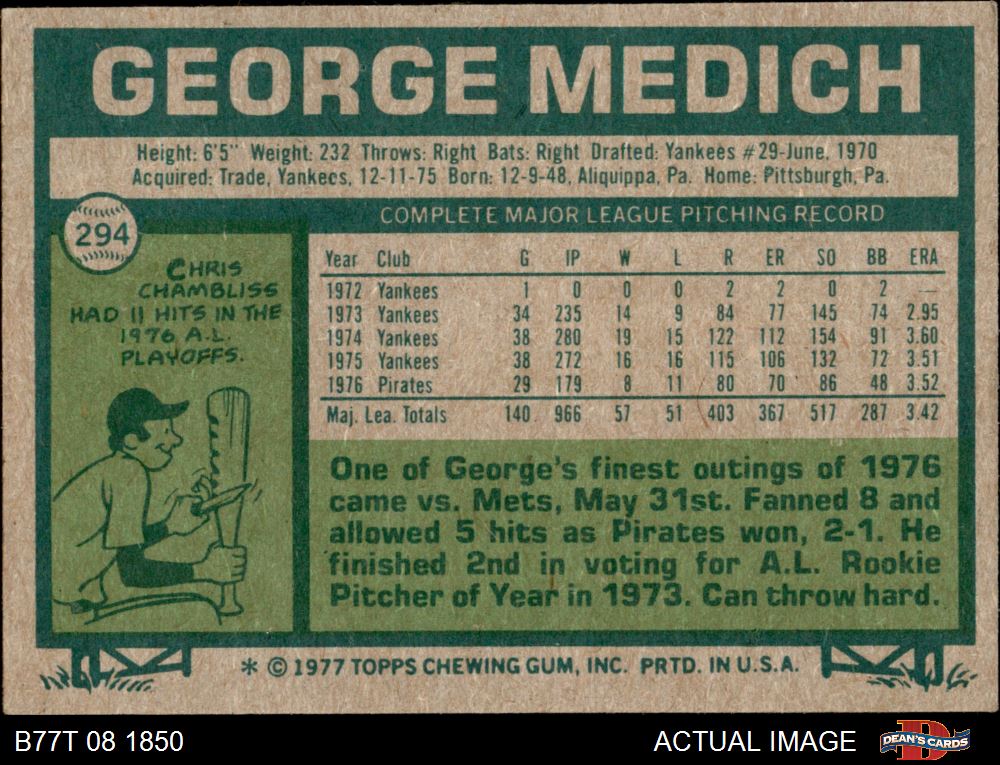 GEORGE MEDICH
Height: 6'5" Weight: 232 Throws: Right Bats: Right Drafted: Yankees #29-June, 1970
Acquired: Trade, Yankees, 12-11-75 Born: 12-9-48, Aliquippa, Pa. Home: Pittsburgh, Pa.
294
CHRIS
CHAMBLISS
HAD 11 HITS IN THE
1976 A.L.
PLAYOFFS.
COMPLETE MAJOR LEAGUE PITCHING RECORD
Year Club G IP W L R ER SO BB ERA
1972 Yankees 1 0 0 0 2 2 0 2 —
1973 Yankees 34 235 14 9 84 77 145 74 2.95
1974 Yankees 38 280 19 15 122 112 154 91 3.60
1975 Yankees 38 272 16 16 115 106 132 72 3.51
1976 Pirates 29 179 8 11 80 70 86 48 3.52
Maj. Lea. Totals 140 966 57 51 403 367 517 287 3.42
One of George's finest outings of 1976
came vs. Mets, May 31st. Fanned 8 and
allowed 5 hits as Pirates won, 2-1. He
finished 2nd in voting for A.L. Rookie
Pitcher of Year in 1973. Can throw hard.
* © 1977 TOPPS CHEWING GUM, INC. PRTD. IN U.S.A.
B77T 08 1850
ACTUAL IMAGE
DEAN'S CARDS